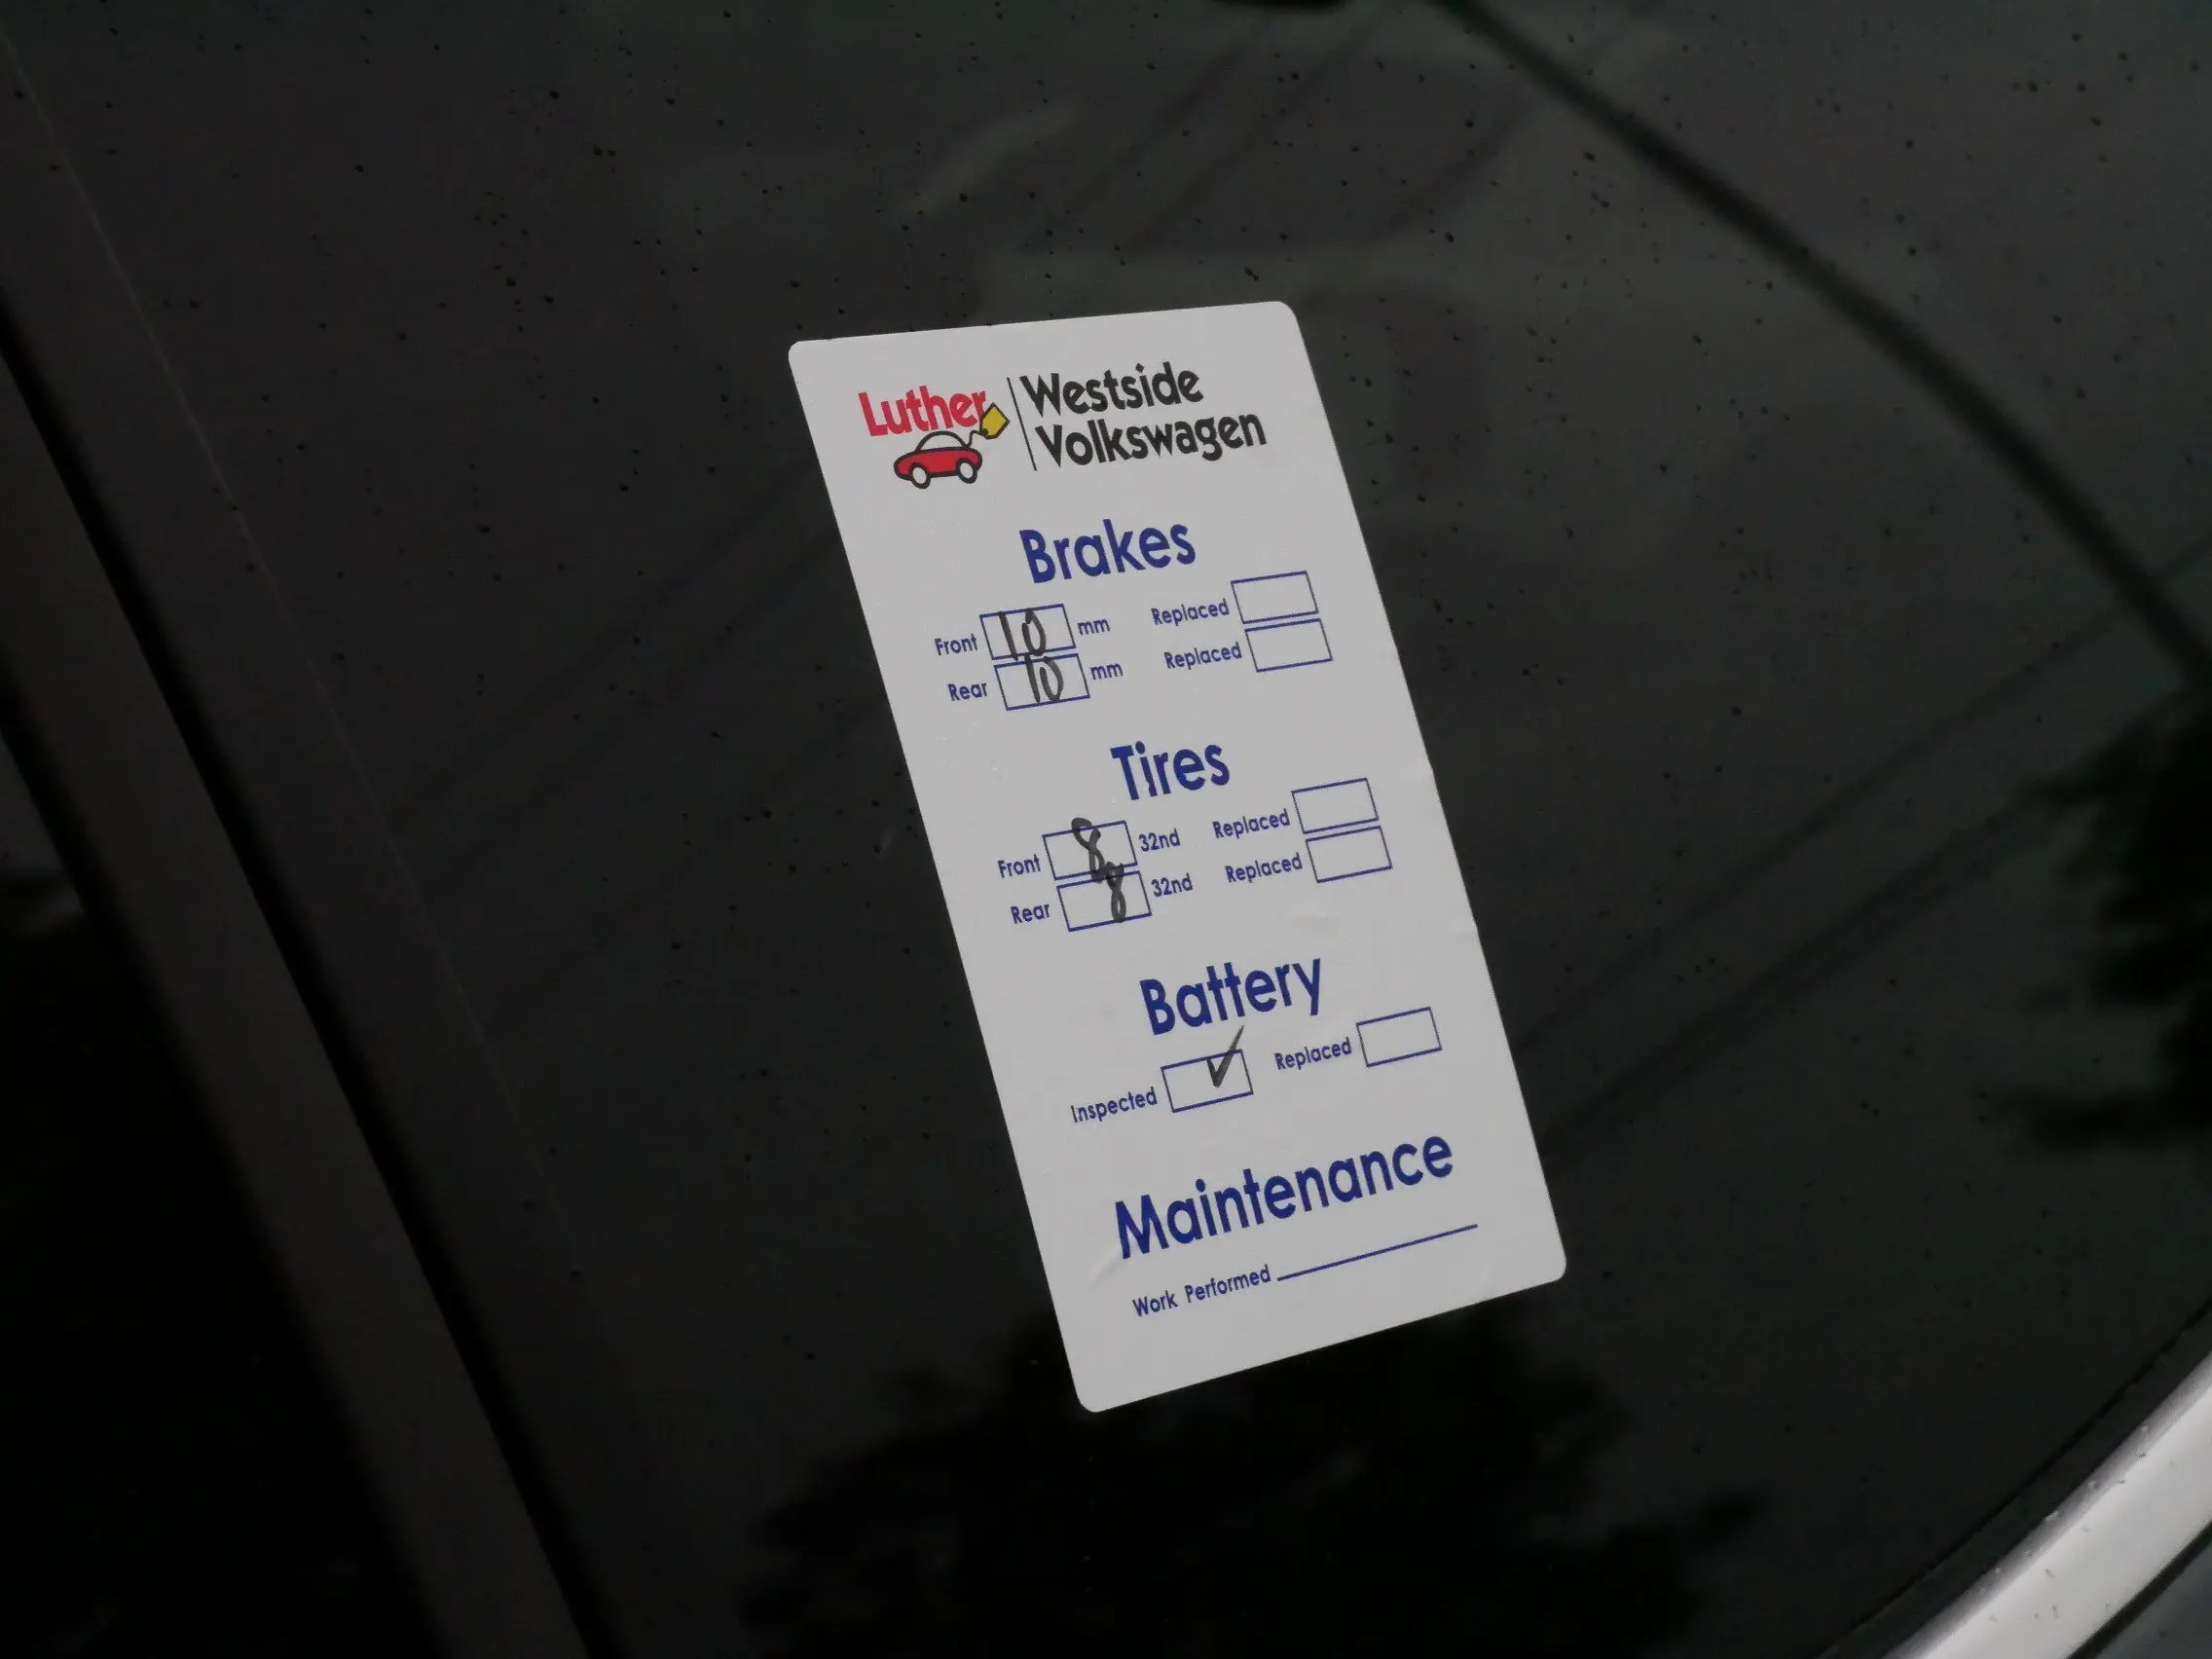 Luther Westside
Volkswagen
Brakes
Front 10 mm Replaced
Rear 10 mm Replaced
Tires
Front 8 32nd Replaced
Rear 8 32nd Replaced
Battery
Inspected ✓ Replaced
Maintenance
Work Performed